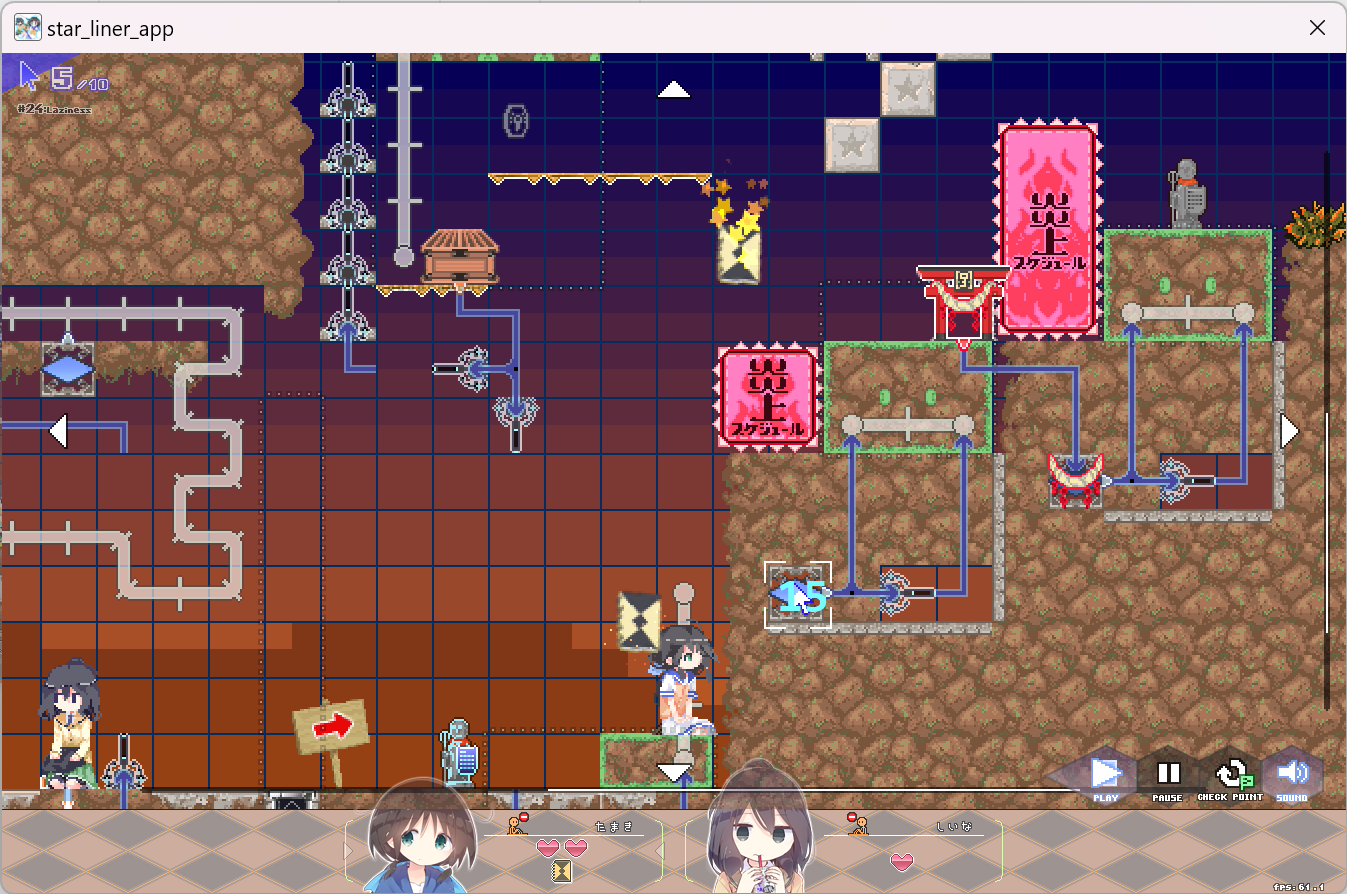 star_liner_app
5/10
#24:Laziness
炎上
スケジュール
炎上
スケジュール
15
PLAY
PAUSE
CHECK POINT
SOUND
たまき
しいな
fps:61.1